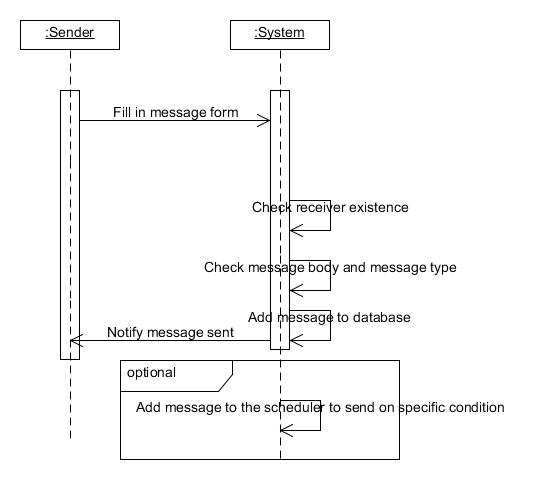 :Sender
:System
Fill in message form
Check receiver existence
Check message body and message type
Add message to database
Notify message sent
optional
Add message to the scheduler to send on specific condition